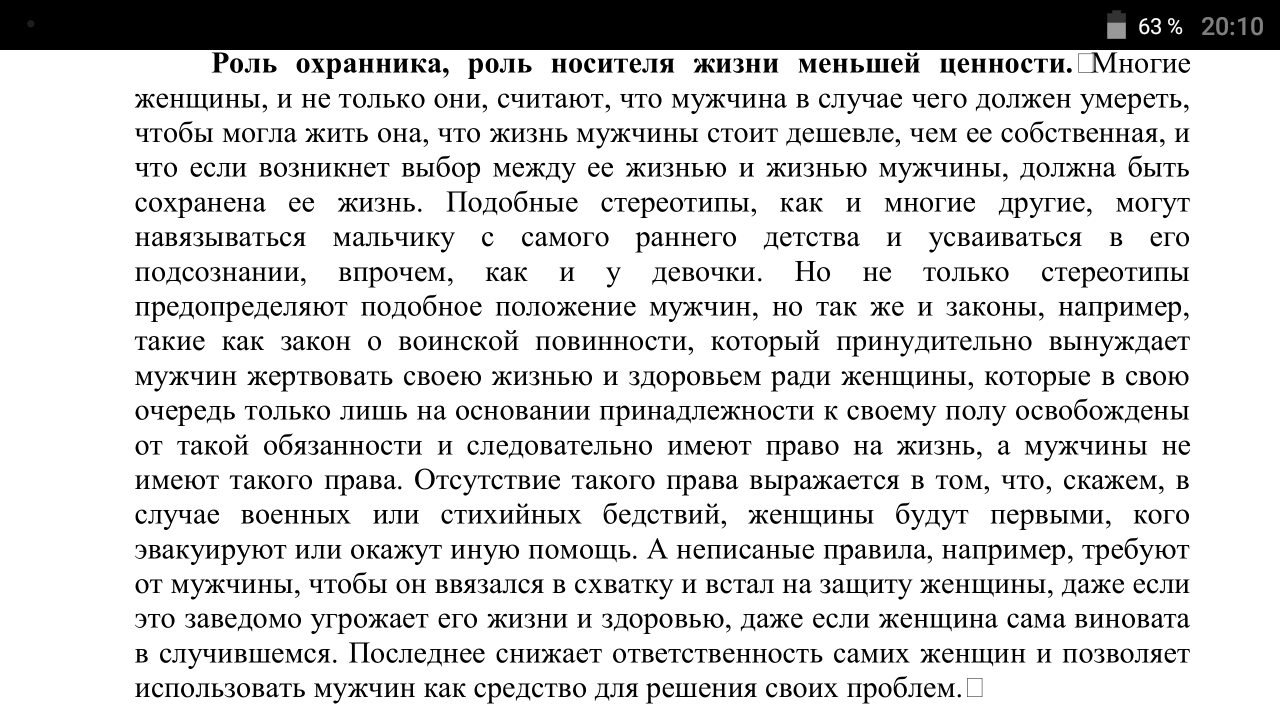 63 % 20:10
Роль охранника, роль носителя жизни меньшей ценности. Многие
женщины, и не только они, считают, что мужчина в случае чего должен умереть,
чтобы могла жить она, что жизнь мужчины стоит дешевле, чем ее собственная, и
что если возникнет выбор между ее жизнью и жизнью мужчины, должна быть
сохранена ее жизнь. Подобные стереотипы, как и многие другие, могут
навязываться мальчику с самого раннего детства и усваиваться в его
подсознании, впрочем, как и у девочки. Но не только стереотипы
предопределяют подобное положение мужчин, но так же и законы, например,
такие как закон о воинской повинности, который принудительно вынуждает
мужчин жертвовать своею жизнью и здоровьем ради женщины, которые в свою
очередь только лишь на основании принадлежности к своему полу освобождены
от такой обязанности и следовательно имеют право на жизнь, а мужчины не
имеют такого права. Отсутствие такого права выражается в том, что, скажем, в
случае военных или стихийных бедствий, женщины будут первыми, кого
эвакуируют или окажут иную помощь. А неписаные правила, например, требуют
от мужчины, чтобы он ввязался в схватку и встал на защиту женщины, даже если
это заведомо угрожает его жизни и здоровью, даже если женщина сама виновата
в случившемся. Последнее снижает ответственность самих женщин и позволяет
использовать мужчин как средство для решения своих проблем.